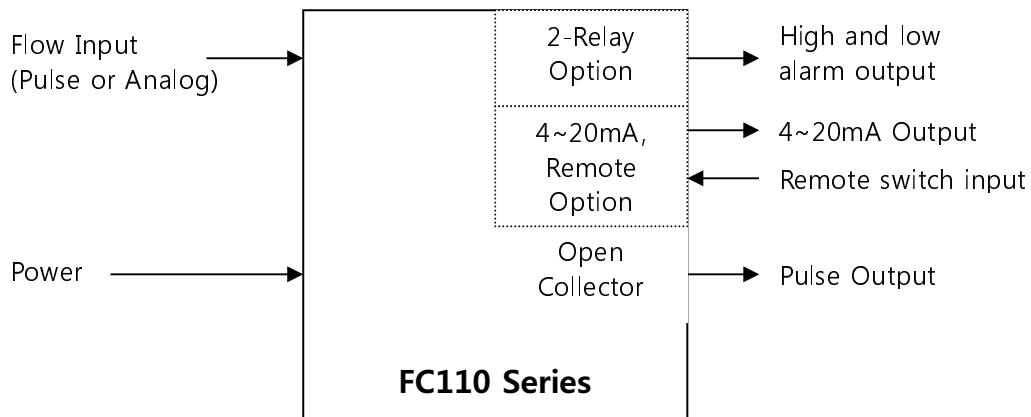 Flow Input
(Pulse or Analog)
Power
2-Relay
Option
4~20mA,
Remote
Option
Open
Collector
FC110 Series
High and low
alarm output
4~20mA Output
Remote switch input
Pulse Output